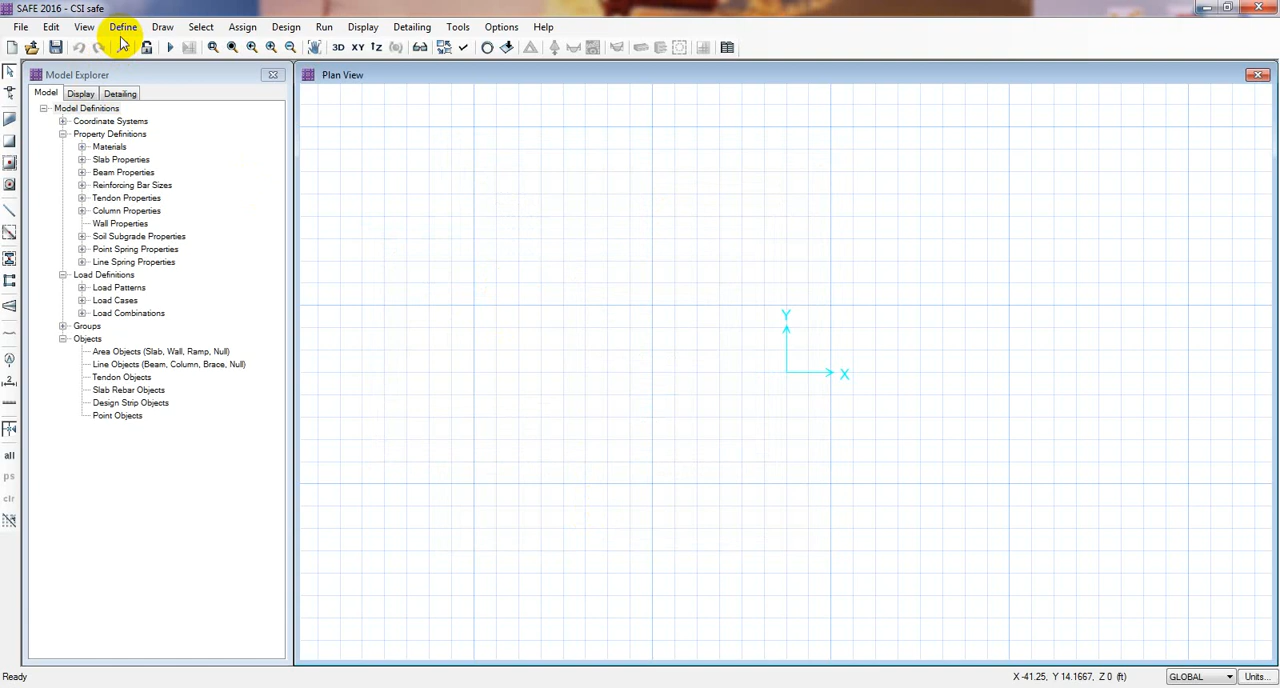 SAFE 2016 - CSI safe
File Edit View Define Draw Select Assign Design Run Display Detailing Tools Options Help
3D XY
Model Explorer
Model Display Detailing
Model Definitions
Coordinate Systems
Property Definitions
Materials
Slab Properties
Beam Properties
Reinforcing Bar Sizes
Tendon Properties
Column Properties
Wall Properties
Soil Subgrade Properties
Point Spring Properties
Line Spring Properties
Load Definitions
Load Patterns
Load Cases
Load Combinations
Groups
Objects
Area Objects (Slab, Wall, Ramp, Null)
Line Objects (Beam, Column, Brace, Null)
Tendon Objects
Slab Rebar Objects
Design Strip Objects
Point Objects
all
ps
clr
Plan View
Y
X
Ready
X -41.25, Y 14.1667, Z 0 (ft)
GLOBAL
Units...